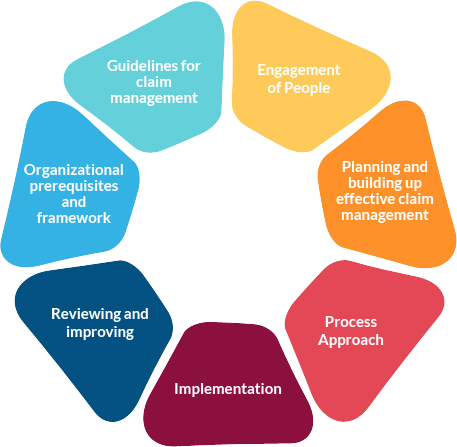 Guidelines for
claim
management
Engagement
of People
Planning and
building up
effective claim
management
Process
Approach
Implementation
Reviewing and
improving
Organizational
prerequisites
and
framework